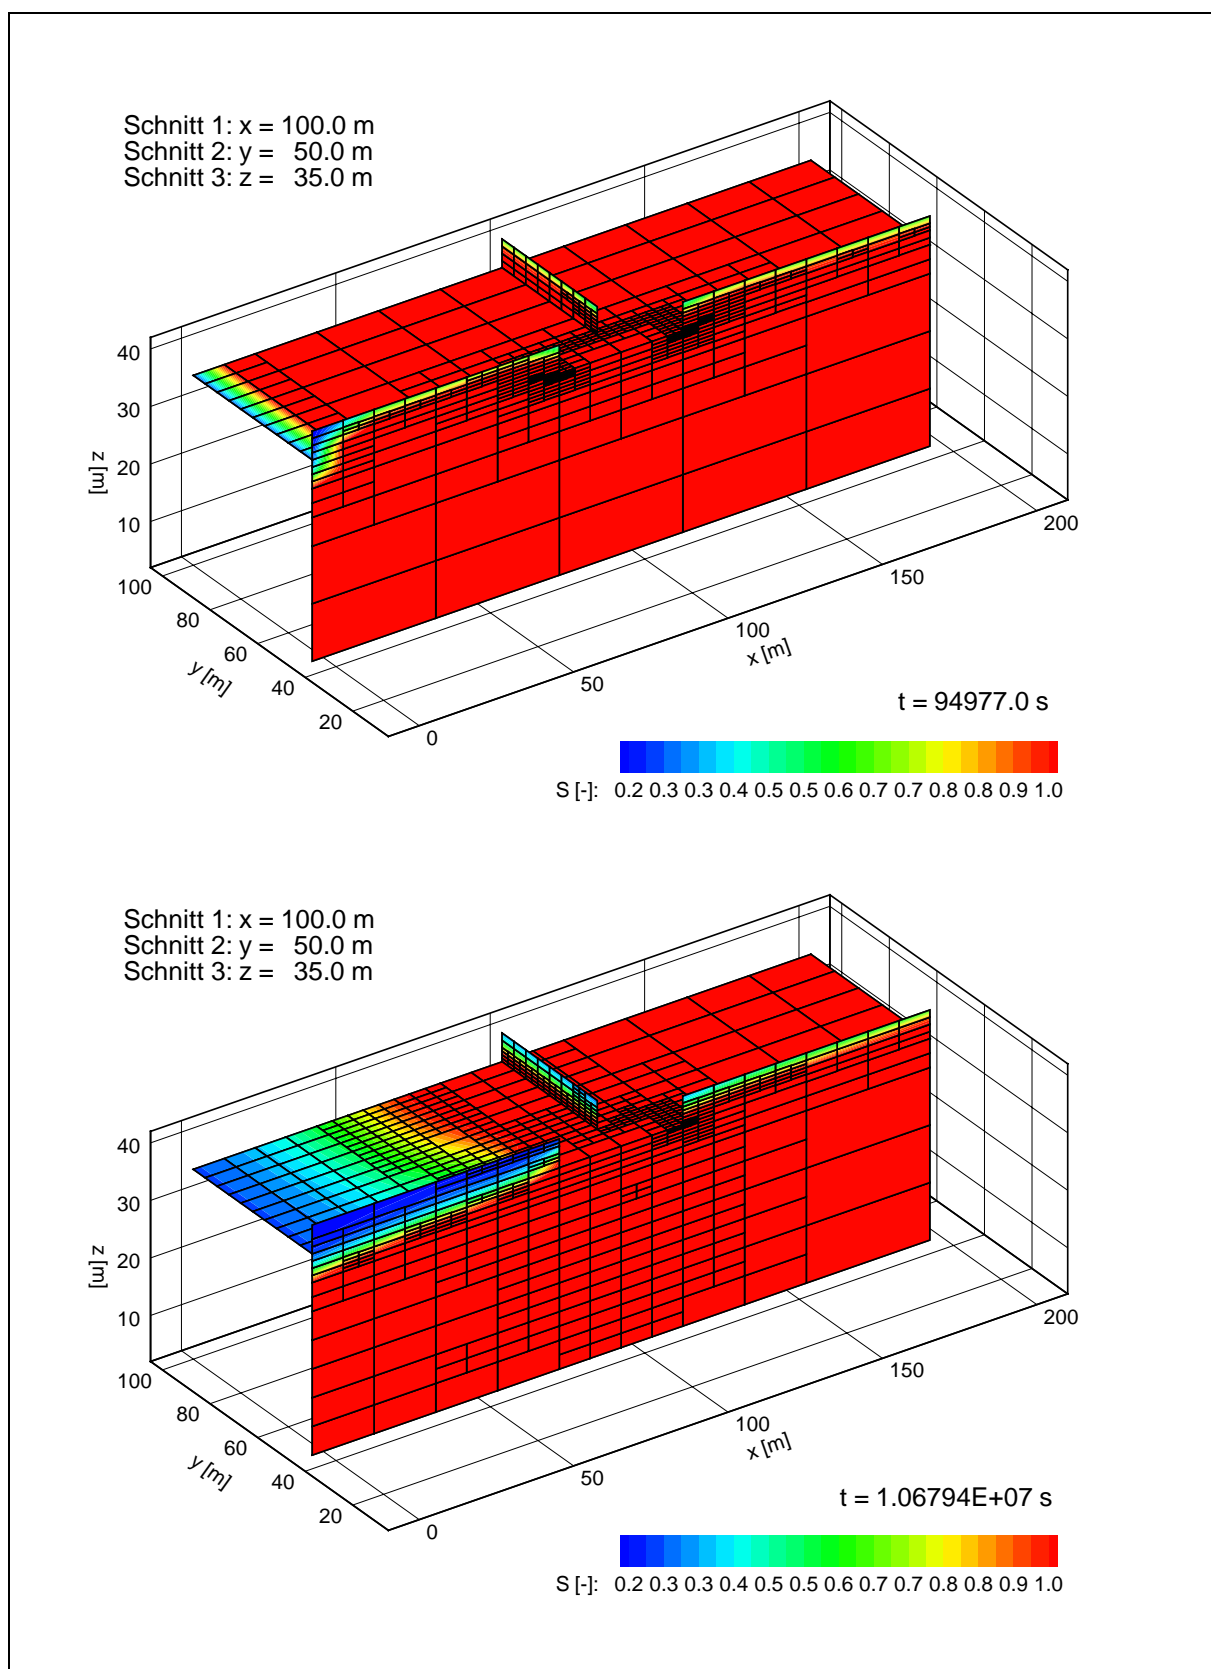 Schnitt 1: x = 100.0 m
Schnitt 2: y = 50.0 m
Schnitt 3: z = 35.0 m
40
30
20
10
z [m]
100
80
60
40
20
y [m]
0
50
100
150
200
x [m]
t = 94977.0 s
S [-]: 0.2 0.3 0.3 0.4 0.5 0.5 0.6 0.7 0.7 0.8 0.8 0.9 1.0
Schnitt 1: x = 100.0 m
Schnitt 2: y = 50.0 m
Schnitt 3: z = 35.0 m
40
30
20
10
z [m]
100
80
60
40
20
y [m]
0
50
100
150
200
x [m]
t = 1.06794E+07 s
S [-]: 0.2 0.3 0.3 0.4 0.5 0.5 0.6 0.7 0.7 0.8 0.8 0.9 1.0